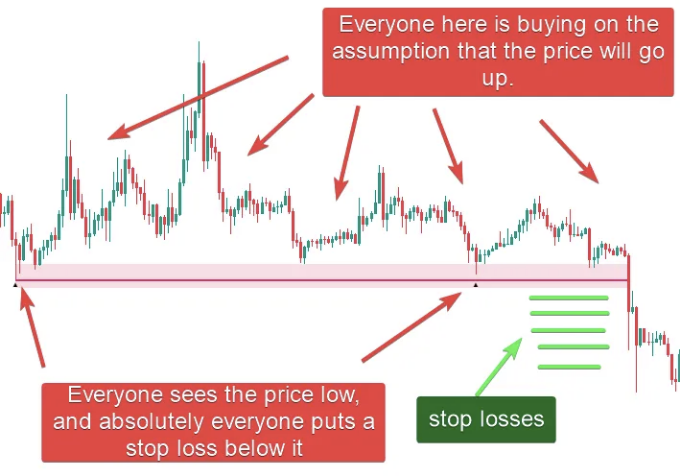 Everyone here is buying on the
assumption that the price will go
up.
Everyone sees the price low,
and absolutely everyone puts a
stop loss below it
stop losses